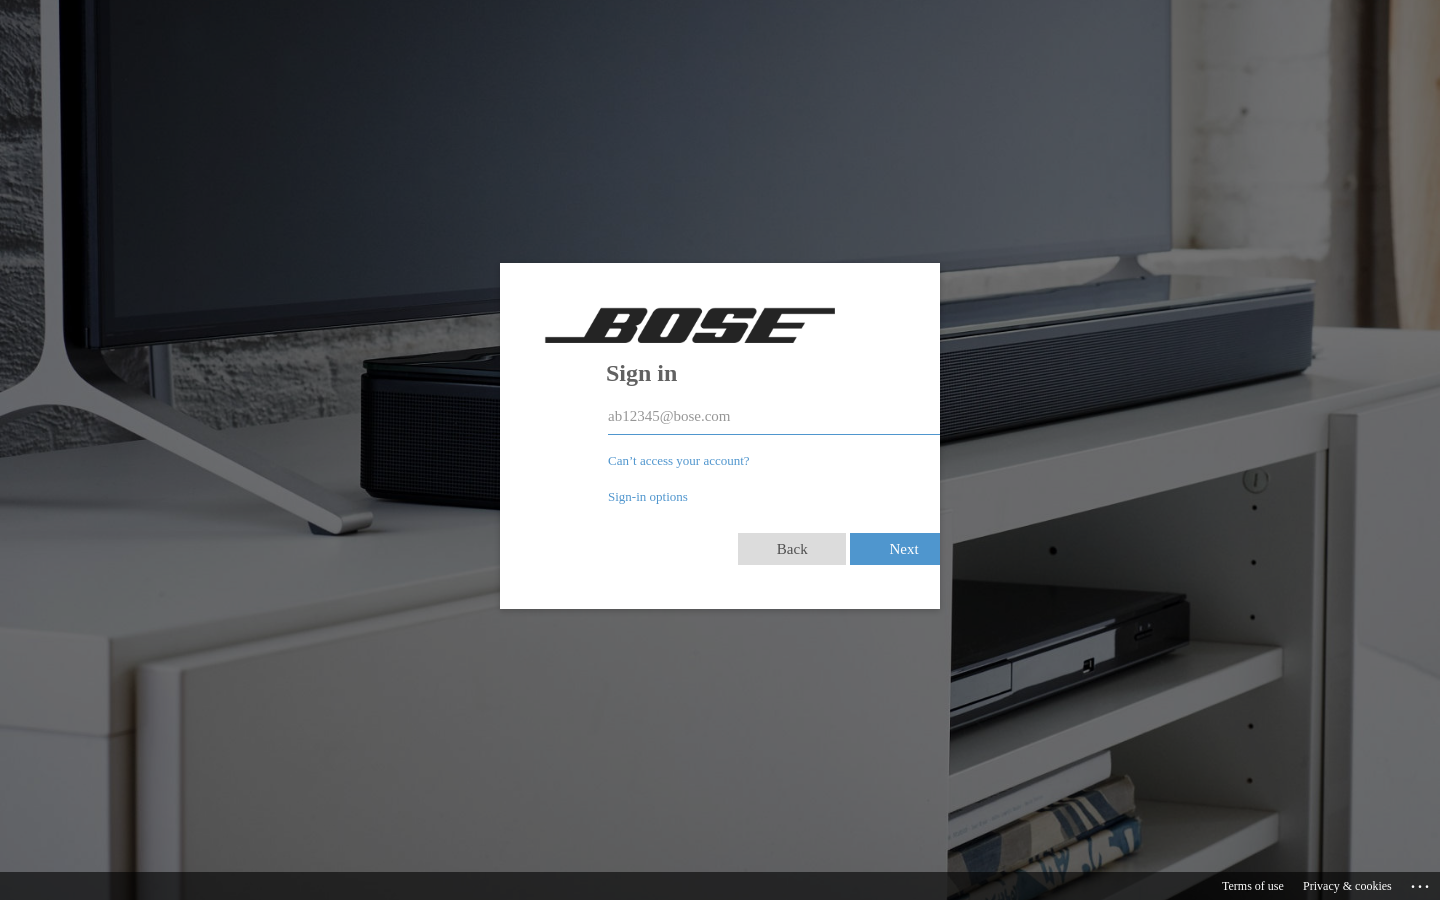 BOSE
Sign in
ab12345@bose.com
Can’t access your account?
Sign-in options
Back
Next
Terms of use
Privacy & cookies